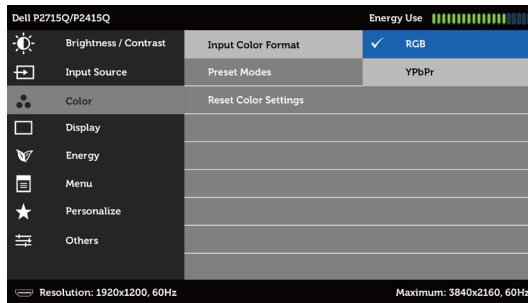 Dell P2715Q/P2415Q Energy Use
Brightness / Contrast Input Color Format RGB
Input Source Preset Modes YPbPr
Color Reset Color Settings
Display
Energy
Menu
Personalize
Others
Resolution: 1920x1200, 60Hz Maximum: 3840x2160, 60Hz